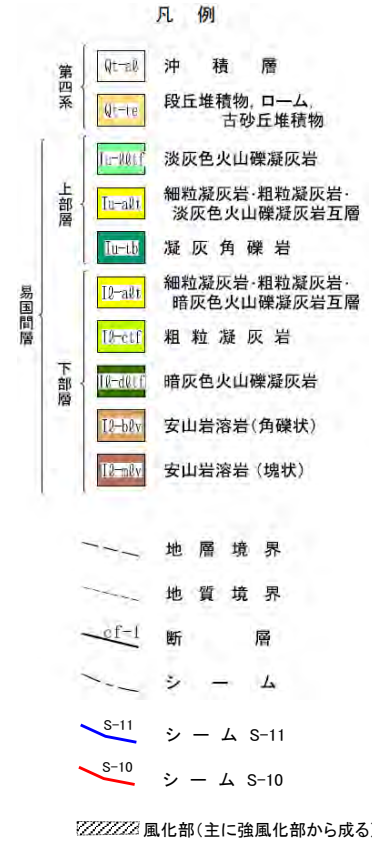 凡 例
第四系
Qt-aℓ 沖積層
Qt-te 段丘堆積物, ローム,
古砂丘堆積物
易国間層
上部層
Iu-ℓℓtf 淡灰色火山礫凝灰岩
Iu-aℓt 細粒凝灰岩・粗粒凝灰岩・
淡灰色火山礫凝灰岩互層
Iu-tb 凝灰角礫岩
下部層
Iℓ-aℓt 細粒凝灰岩・粗粒凝灰岩・
暗灰色火山礫凝灰岩互層
Iℓ-ctf 粗粒凝灰岩
Iℓ-dℓtf 暗灰色火山礫凝灰岩
Iℓ-bℓv 安山岩溶岩(角礫状)
Iℓ-mℓv 安山岩溶岩(塊状)
地層境界
地質境界
cf-1 断層
シーム
S-11 シーム S-11
S-10 シーム S-10
風化部(主に強風化部から成る)